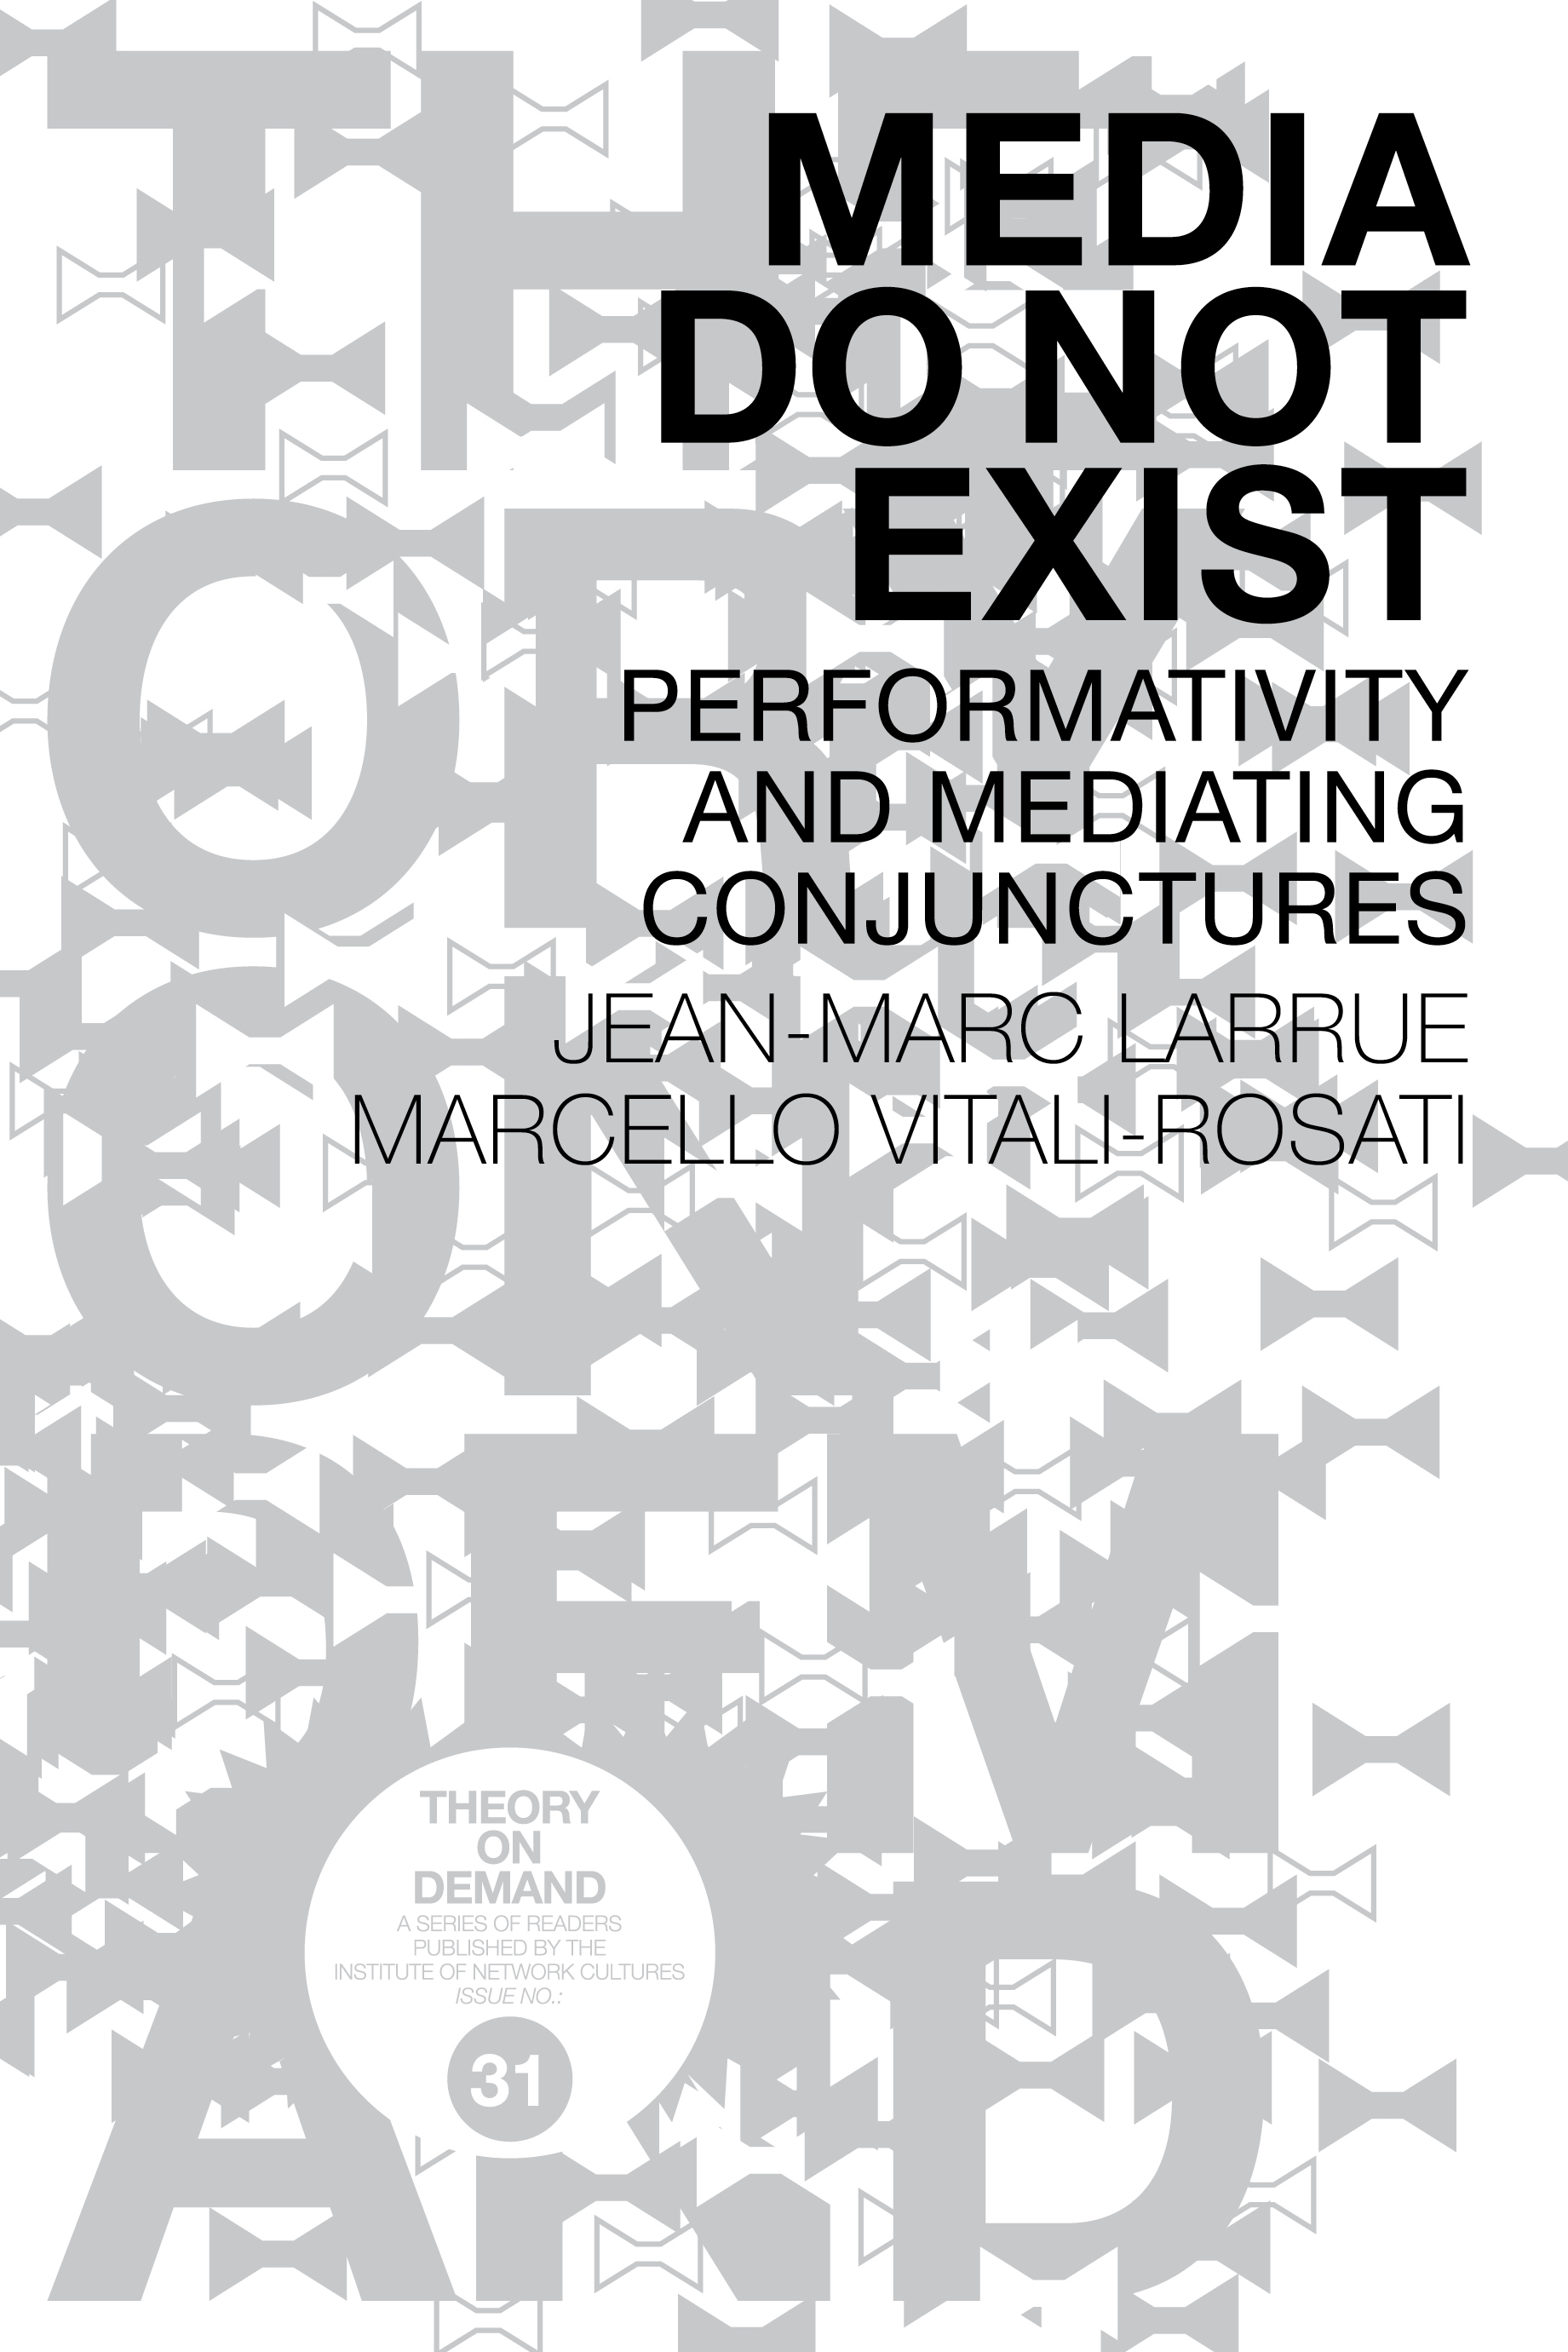 MEDIA
DO NOT
EXIST
PERFORMATIVITY
AND MEDIATING
CONJUNCTURES
JEAN-MARC LARRUE
MARCELLO VITALI-ROSATI
THEORY
ON
DEMAND
A SERIES OF READERS
PUBLISHED BY THE
INSTITUTE OF NETWORK CULTURES
ISSUE NO.:
31